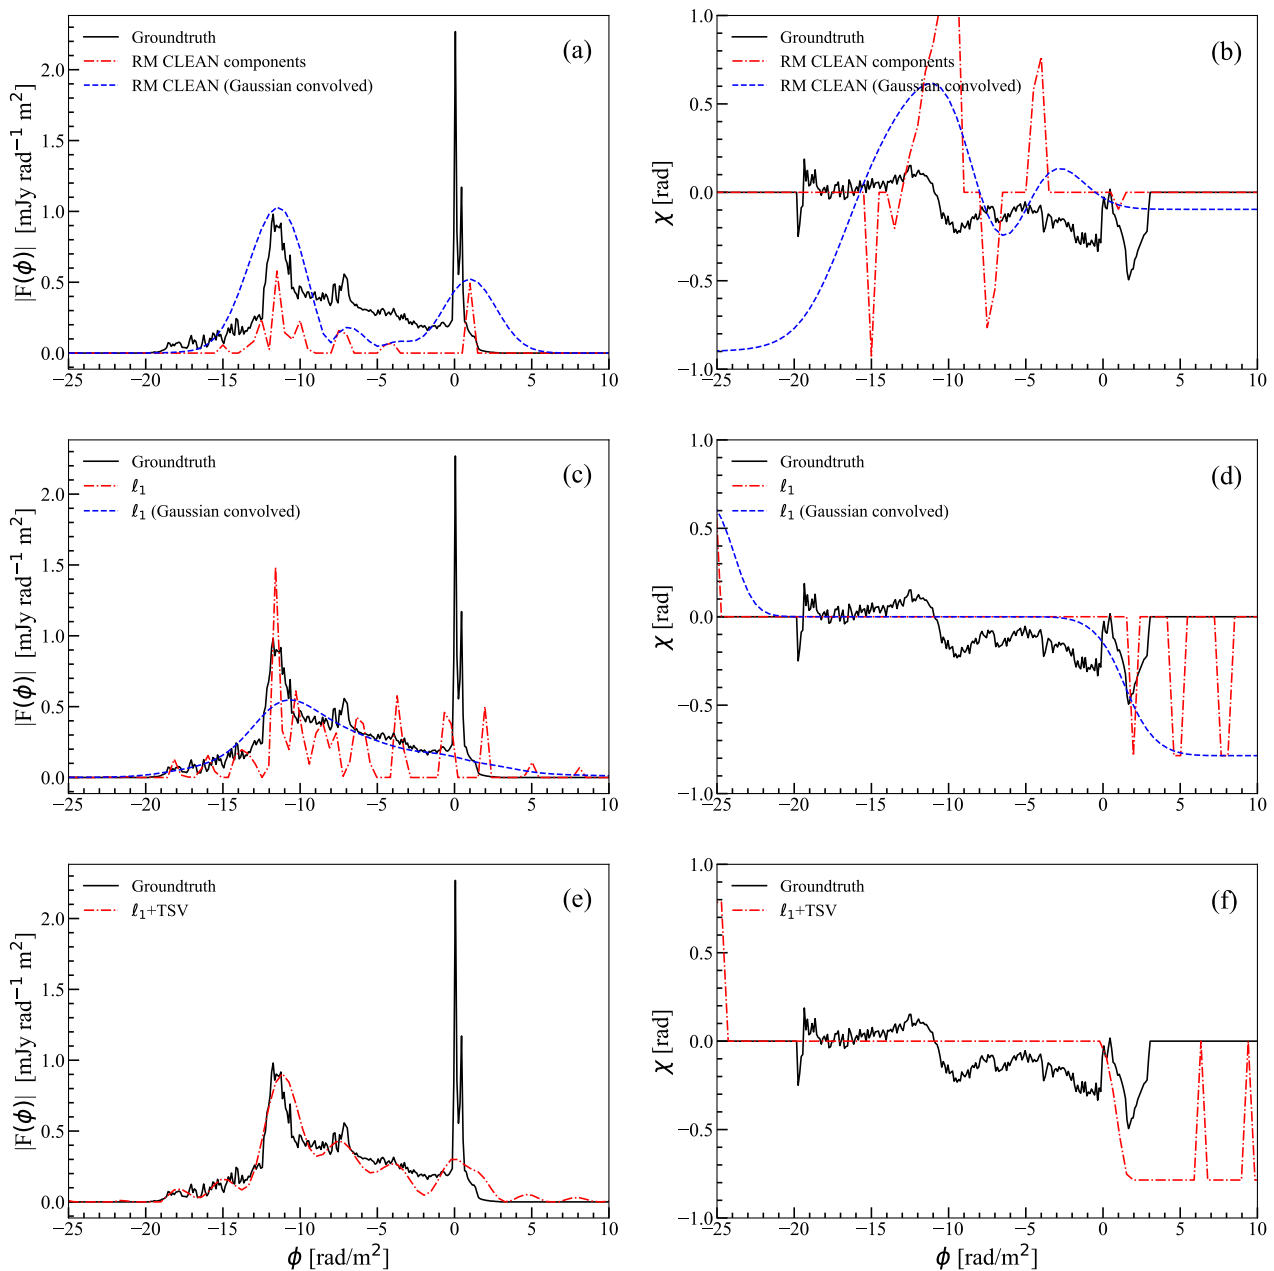 (a)
Groundtruth
RM CLEAN components
RM CLEAN (Gaussian convolved)
|F(ϕ)| [mJy rad⁻¹ m²]
2.0
1.5
1.0
0.5
0.0
−25 −20 −15 −10 −5 0 5 10
(b)
Groundtruth
RM CLEAN components
RM CLEAN (Gaussian convolved)
χ [rad]
1.0
0.5
0.0
−0.5
−1.0
−25 −20 −15 −10 −5 0 5 10
(c)
Groundtruth
ℓ₁
ℓ₁ (Gaussian convolved)
|F(ϕ)| [mJy rad⁻¹ m²]
2.0
1.5
1.0
0.5
0.0
−25 −20 −15 −10 −5 0 5 10
(d)
Groundtruth
ℓ₁
ℓ₁ (Gaussian convolved)
χ [rad]
1.0
0.5
0.0
−0.5
−1.0
−25 −20 −15 −10 −5 0 5 10
(e)
Groundtruth
ℓ₁+TSV
|F(ϕ)| [mJy rad⁻¹ m²]
2.0
1.5
1.0
0.5
0.0
−25 −20 −15 −10 −5 0 5 10
ϕ [rad/m²]
(f)
Groundtruth
ℓ₁+TSV
χ [rad]
1.0
0.5
0.0
−0.5
−1.0
−25 −20 −15 −10 −5 0 5 10
ϕ [rad/m²]